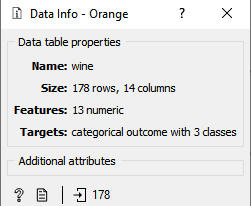 Data Info - Orange ?
Data table properties
Name: wine
Size: 178 rows, 14 columns
Features: 13 numeric
Targets: categorical outcome with 3 classes
Additional attributes
? 178